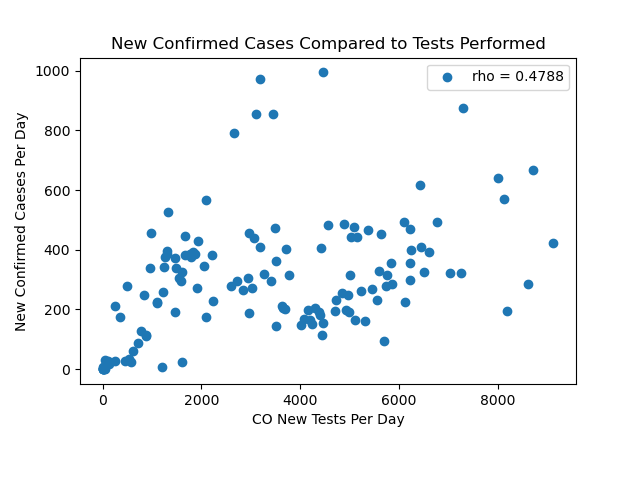 New Confirmed Cases Compared to Tests Performed
rho = 0.4788
New Confirmed Caeses Per Day
1000
800
600
400
200
0
0 2000 4000 6000 8000
CO New Tests Per Day